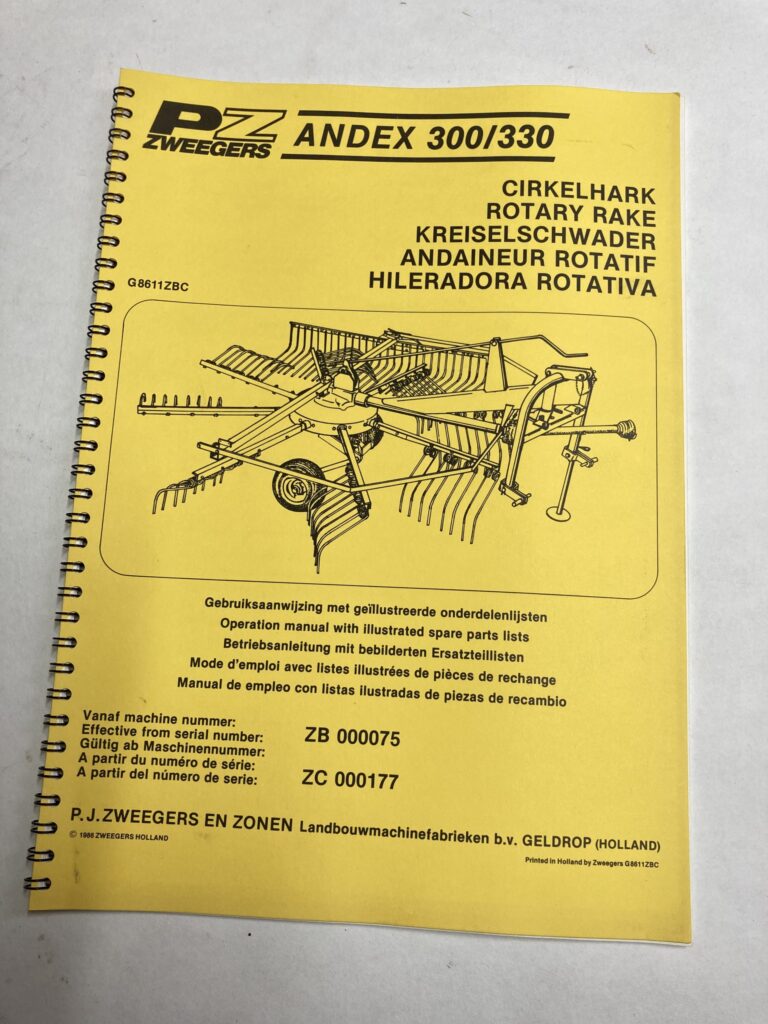 PZ
ZWEEGERS
ANDEX 300/330
CIRKELHARK
ROTARY RAKE
KREISELSCHWADER
ANDAINEUR ROTATIF
HILERADORA ROTATIVA
G8611ZBC
Gebruiksaanwijzing met geïllustreerde onderdelenlijsten
Operation manual with illustrated spare parts lists
Betriebsanleitung mit bebilderten Ersatzteillisten
Mode d'emploi avec listes illustrées de pièces de rechange
Manual de empleo con listas ilustradas de piezas de recambio
Vanaf machine nummer:
Effective from serial number:
Gültig ab Maschinennummer:
A partir du numéro de série:
A partir del número de serie:
ZB 000075
ZC 000177
P.J. ZWEEGERS EN ZONEN Landbouwmachinefabrieken b.v. GELDROP (HOLLAND)
© 1988 ZWEEGERS HOLLAND
Printed in Holland by Zweegers G8611ZBC